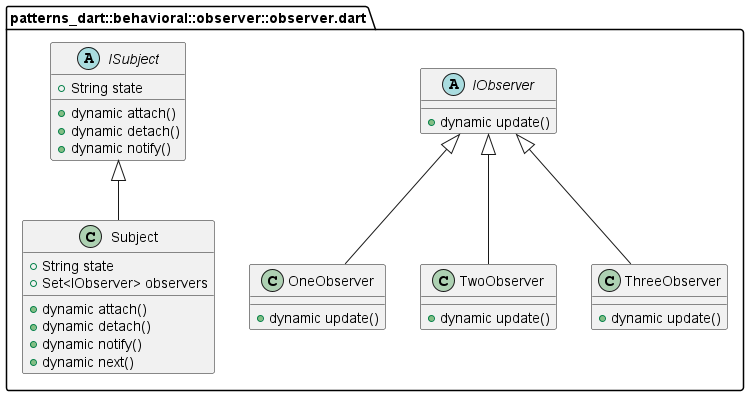 patterns_dart::behavioral::observer::observer.dart
A ISubject
String state
dynamic attach()
dynamic detach()
dynamic notify()
A IObserver
dynamic update()
C Subject
String state
Set<IObserver> observers
dynamic attach()
dynamic detach()
dynamic notify()
dynamic next()
C OneObserver
dynamic update()
C TwoObserver
dynamic update()
C ThreeObserver
dynamic update()